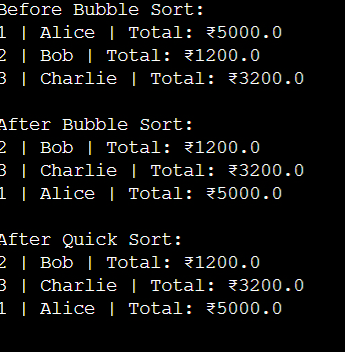 Before Bubble Sort:
1 | Alice | Total: ₹5000.0
2 | Bob | Total: ₹1200.0
3 | Charlie | Total: ₹3200.0
After Bubble Sort:
2 | Bob | Total: ₹1200.0
3 | Charlie | Total: ₹3200.0
1 | Alice | Total: ₹5000.0
After Quick Sort:
2 | Bob | Total: ₹1200.0
3 | Charlie | Total: ₹3200.0
1 | Alice | Total: ₹5000.0